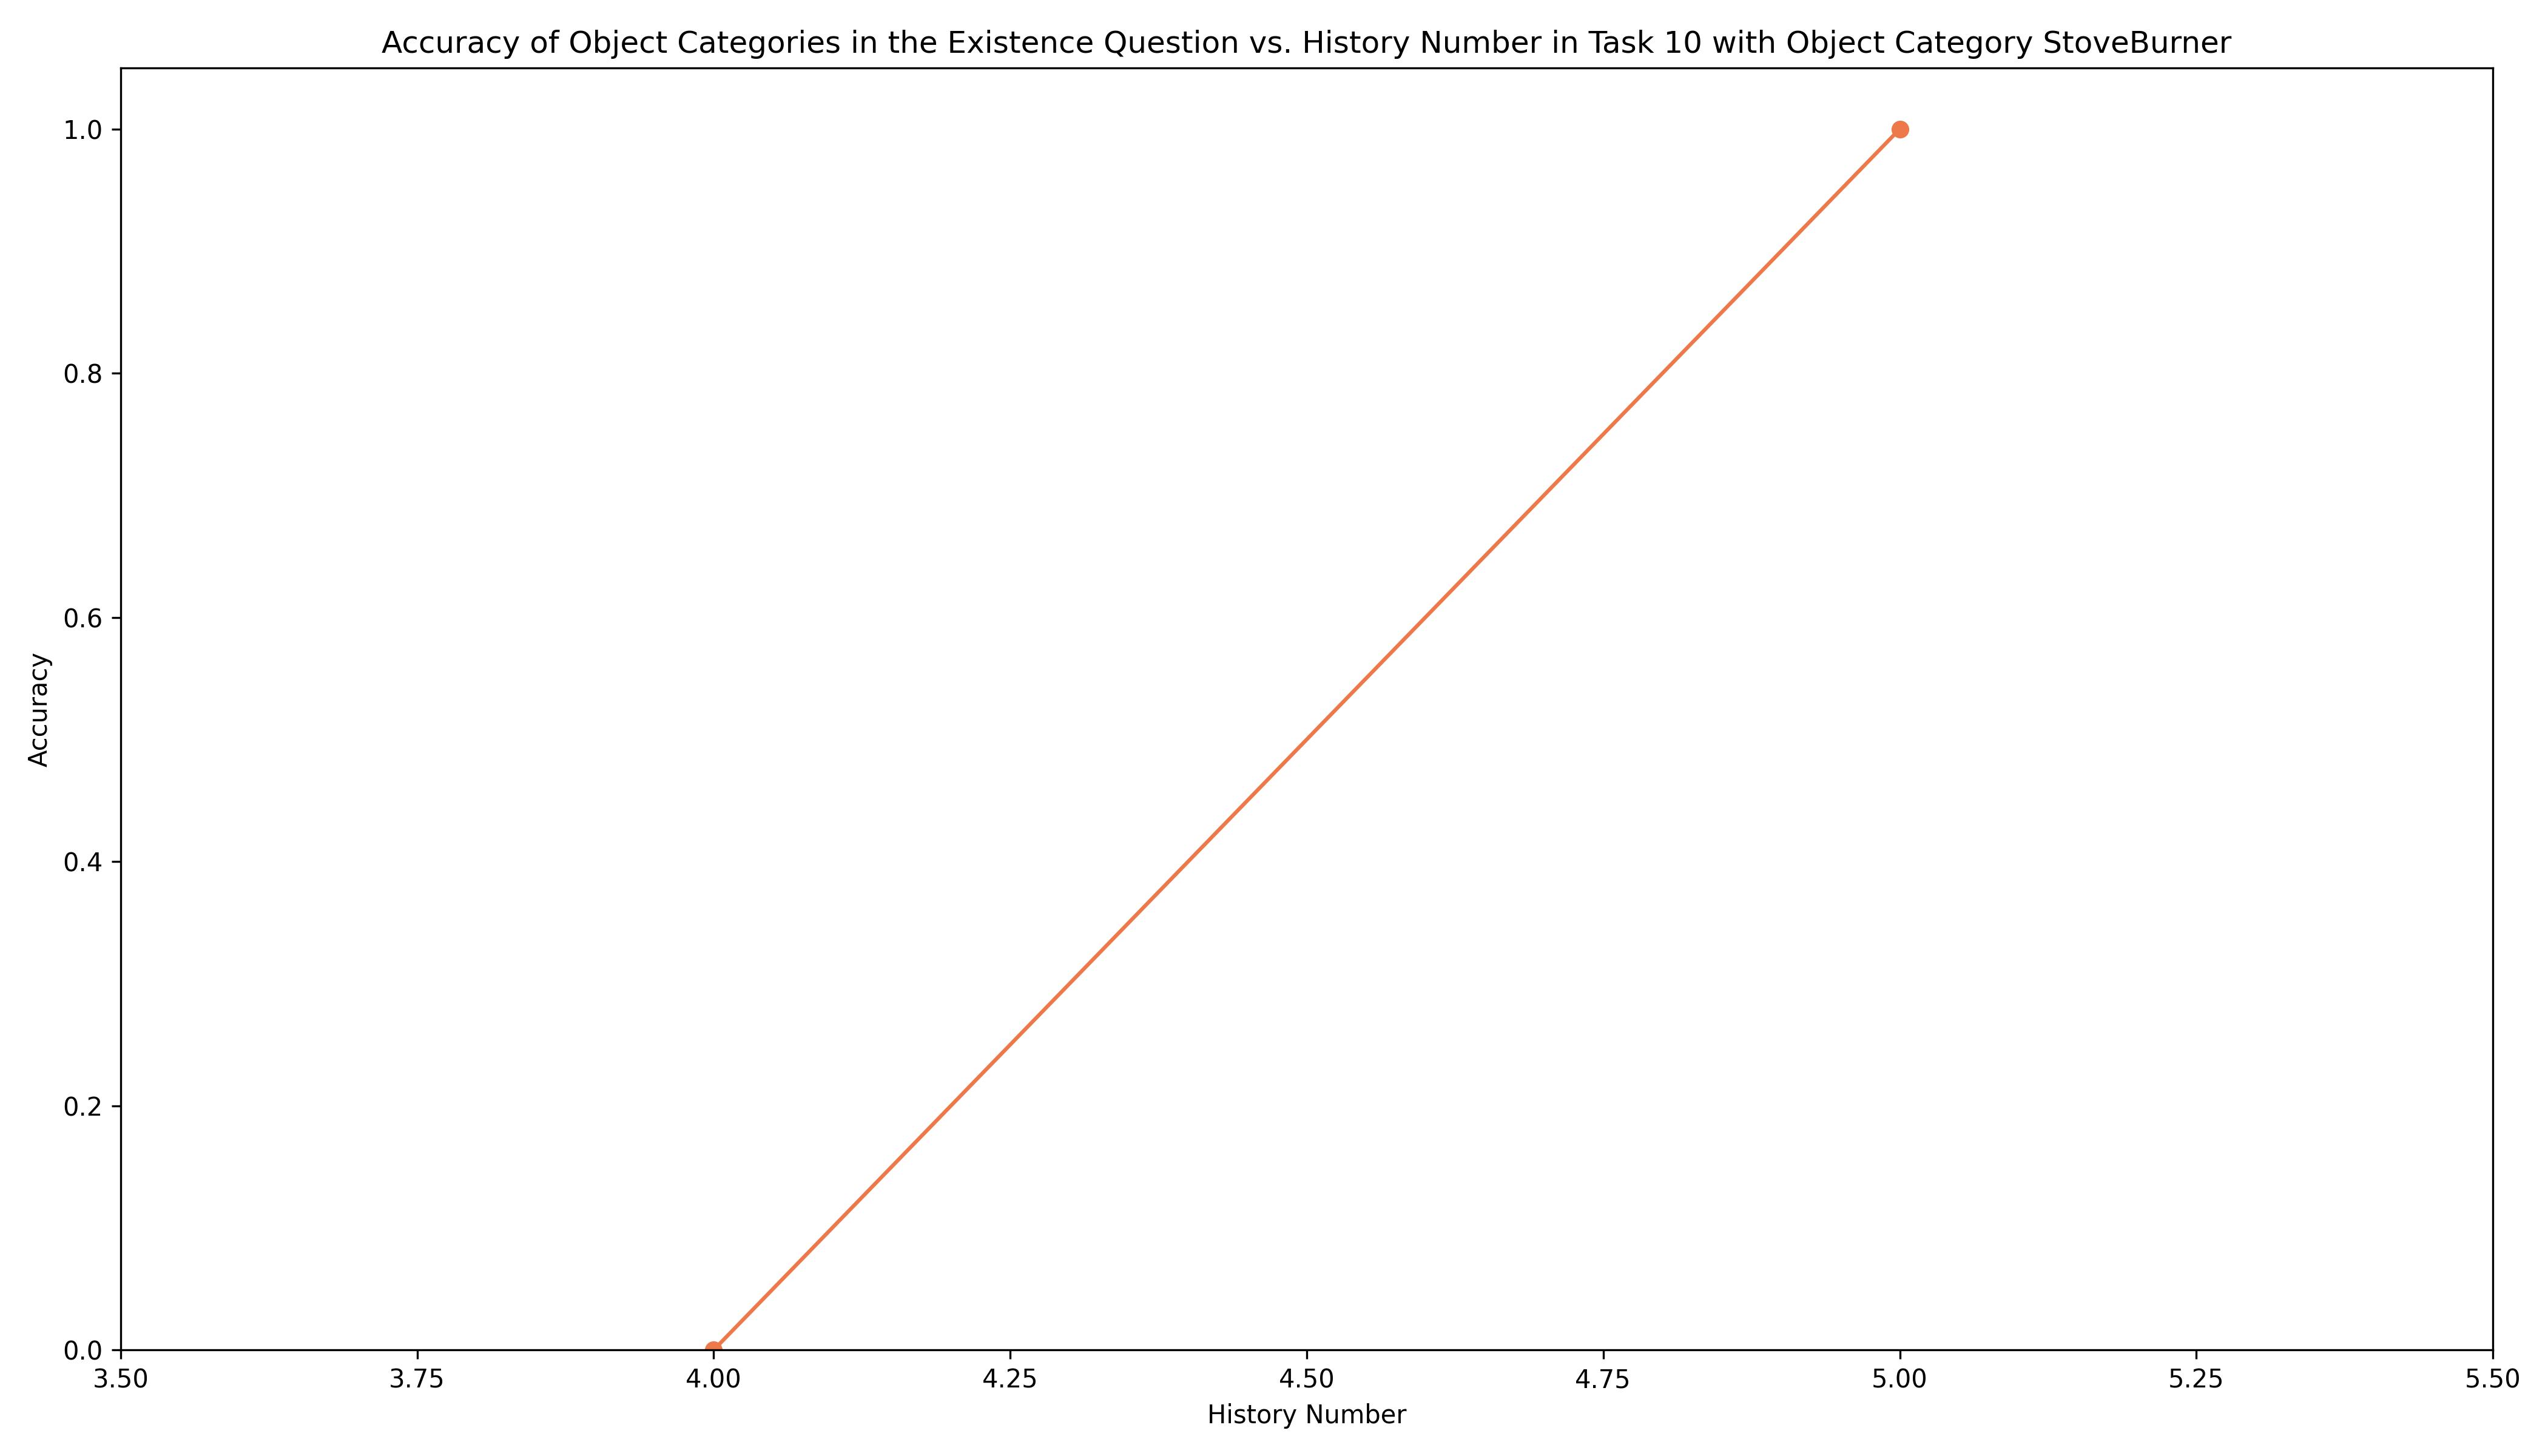 Accuracy of Object Categories in the Existence Question vs. History Number in Task 10 with Object Category StoveBurner
1.0
0.8
0.6
0.4
0.2
0.0
Accuracy
3.50 3.75 4.00 4.25 4.50 4.75 5.00 5.25 5.50
History Number